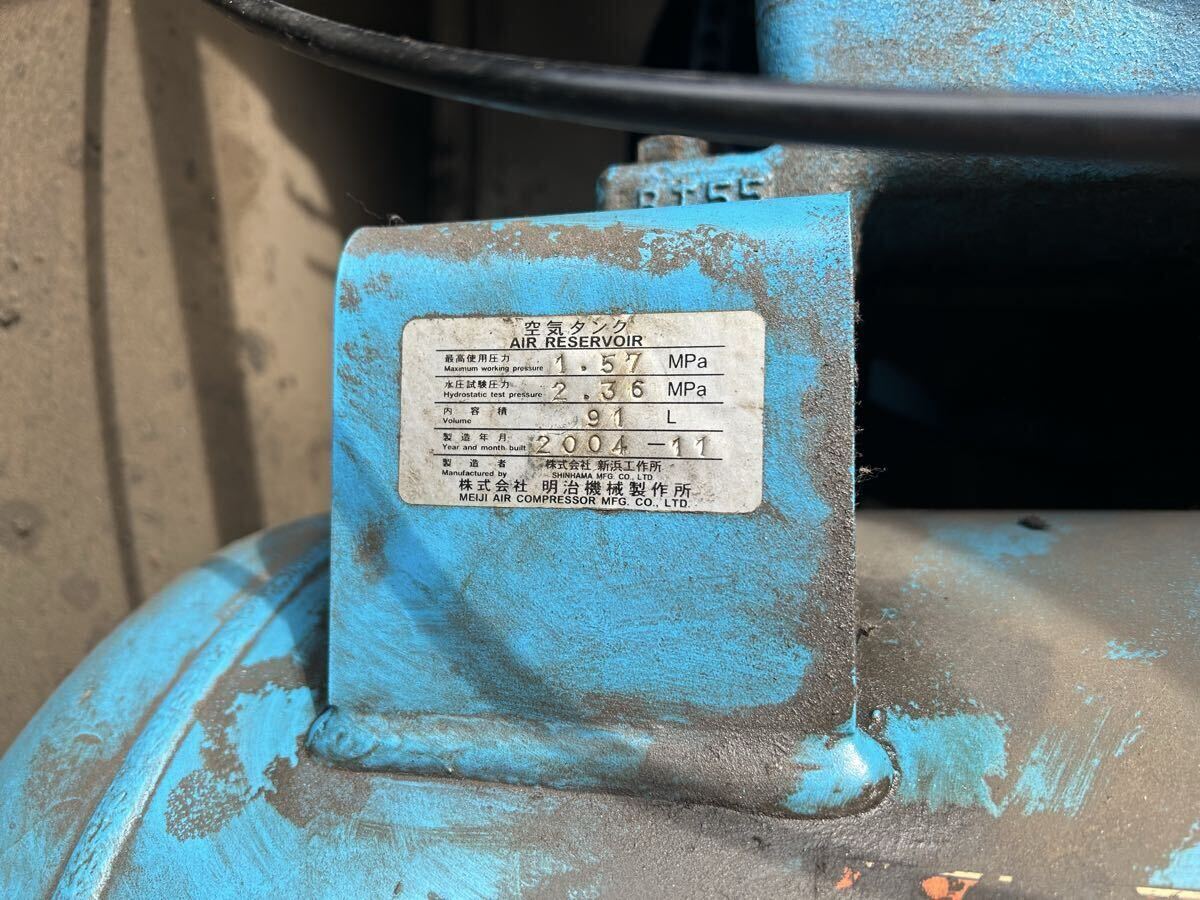 BT55
空気タンク
AIR RESERVOIR
最高使用圧力 1.57 MPa
Maximum working pressure
水圧試験圧力 2.36 MPa
Hydrostatic test pressure
内容積 91 L
Volume
製造年月 2004-11
Year and month built
製造者 株式会社 新浜工作所
Manufactured by SHINHAMA MFG. CO., LTD
株式会社 明治機械製作所
MEIJI AIR COMPRESSOR MFG. CO., LTD.